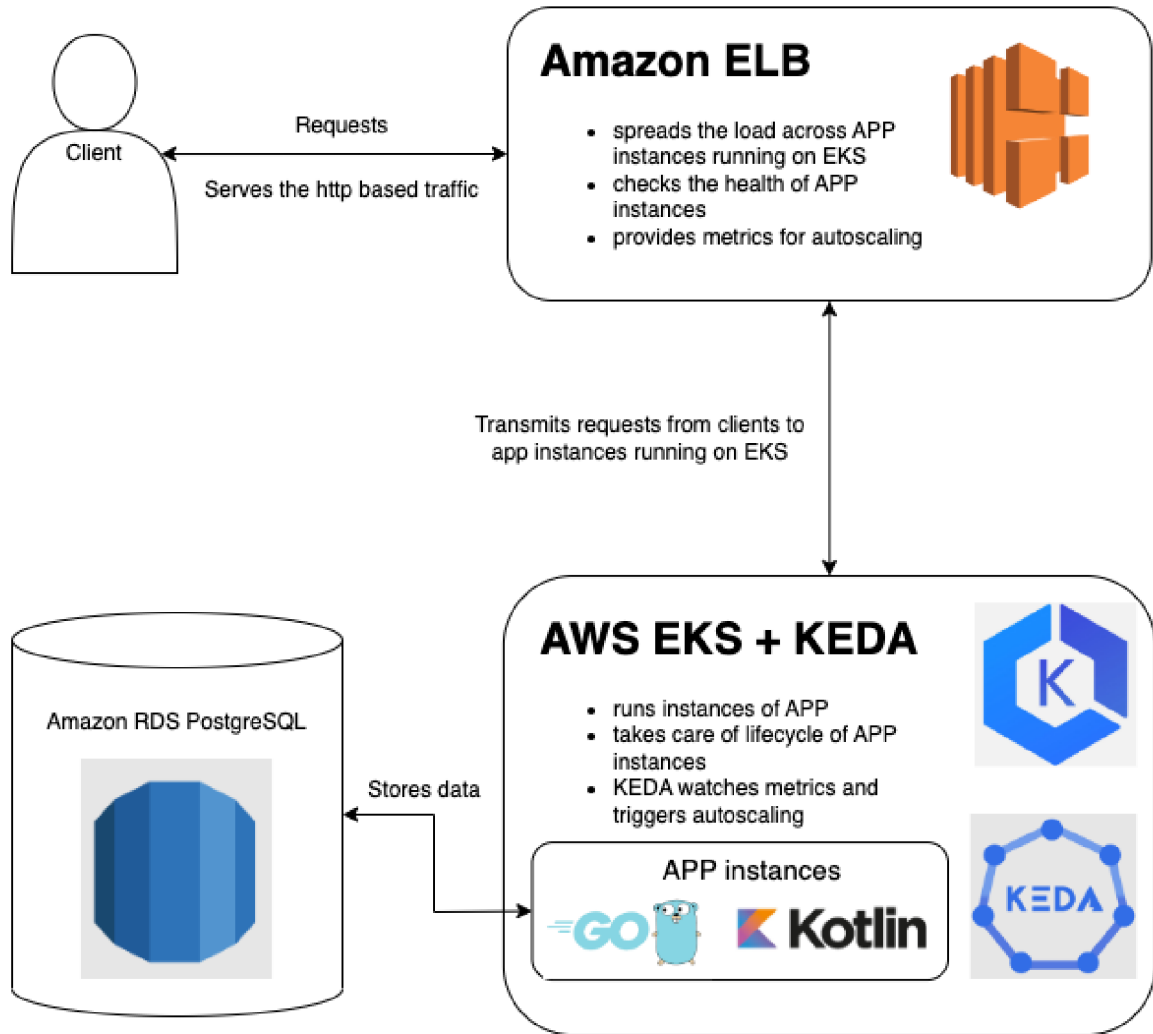 Amazon ELB
• spreads the load across APP
instances running on EKS
• checks the health of APP
instances
• provides metrics for autoscaling
Client
Requests
Serves the http based traffic
Transmits requests from clients to
app instances running on EKS
AWS EKS + KEDA
• runs instances of APP
• takes care of lifecycle of APP
instances
• KEDA watches metrics and
triggers autoscaling
K
KEDA
APP instances
GO
Kotlin
Amazon RDS PostgreSQL
Stores data